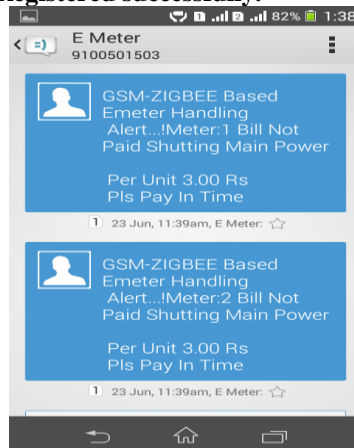 82% 1:38
E Meter
9100501503
GSM-ZIGBEE Based
Emeter Handling
Alert...!Meter:1 Bill Not
Paid Shutting Main Power
Per Unit 3.00 Rs
Pls Pay In Time
1 23 Jun, 11:39am, E Meter:
GSM-ZIGBEE Based
Emeter Handling
Alert...!Meter:2 Bill Not
Paid Shutting Main Power
Per Unit 3.00 Rs
Pls Pay In Time
1 23 Jun, 11:39am, E Meter: